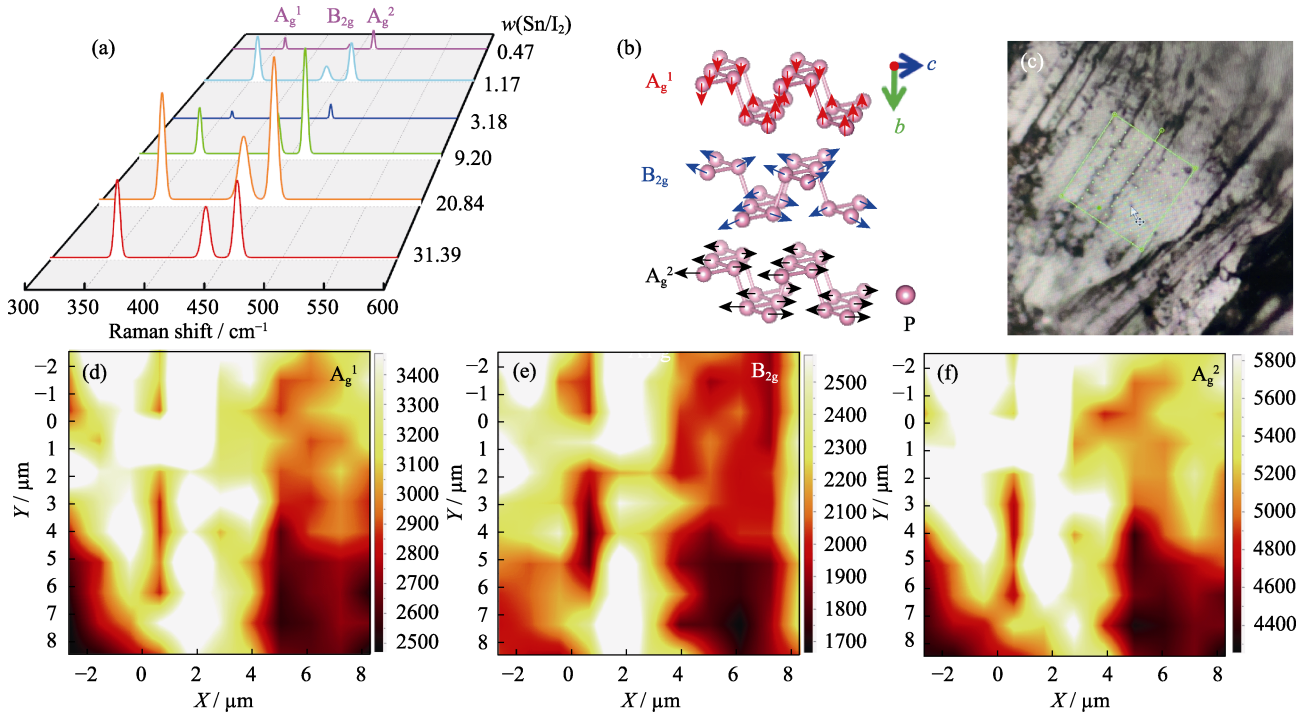 (a)
A_g^1 B_2g A_g^2
w(Sn/I₂)
0.47
1.17
3.18
9.20
20.84
31.39
300 400 450 500 550 600
Raman shift / cm⁻¹
(b)
A_g^1
B_2g
A_g^2
c
b
P
(c)
(d)
A_g^1
−2
−1
0
1
2
3
4
5
6
7
8
Y / μm
−2 0 2 4 6 8
X / μm
3400
3300
3200
3100
3000
2900
2800
2700
2600
2500
(e)
B_2g
−2
−1
0
1
2
3
4
5
6
7
8
Y / μm
−2 0 2 4 6 8
X / μm
2500
2400
2300
2200
2100
2000
1900
1800
1700
(f)
A_g^2
−2
−1
0
1
2
3
4
5
6
7
8
Y / μm
−2 0 2 4 6 8
X / μm
5800
5600
5400
5200
5000
4800
4600
4400